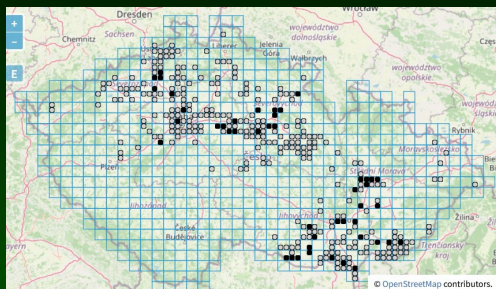 +
−
E
Dresden
Chemnitz
Sachsen
Liberec
Jelenia
Góra
Wrocław
województwo
dolnośląskie
Wałbrzych
województwo
opolskie
Rybnik
Moravskoslezsko
Plzeň
Střední Morava
Jihozápad
České
Budějovice
Jihovýchod
Žilina
Trenčiansky
kraj
© OpenStreetMap contributors.